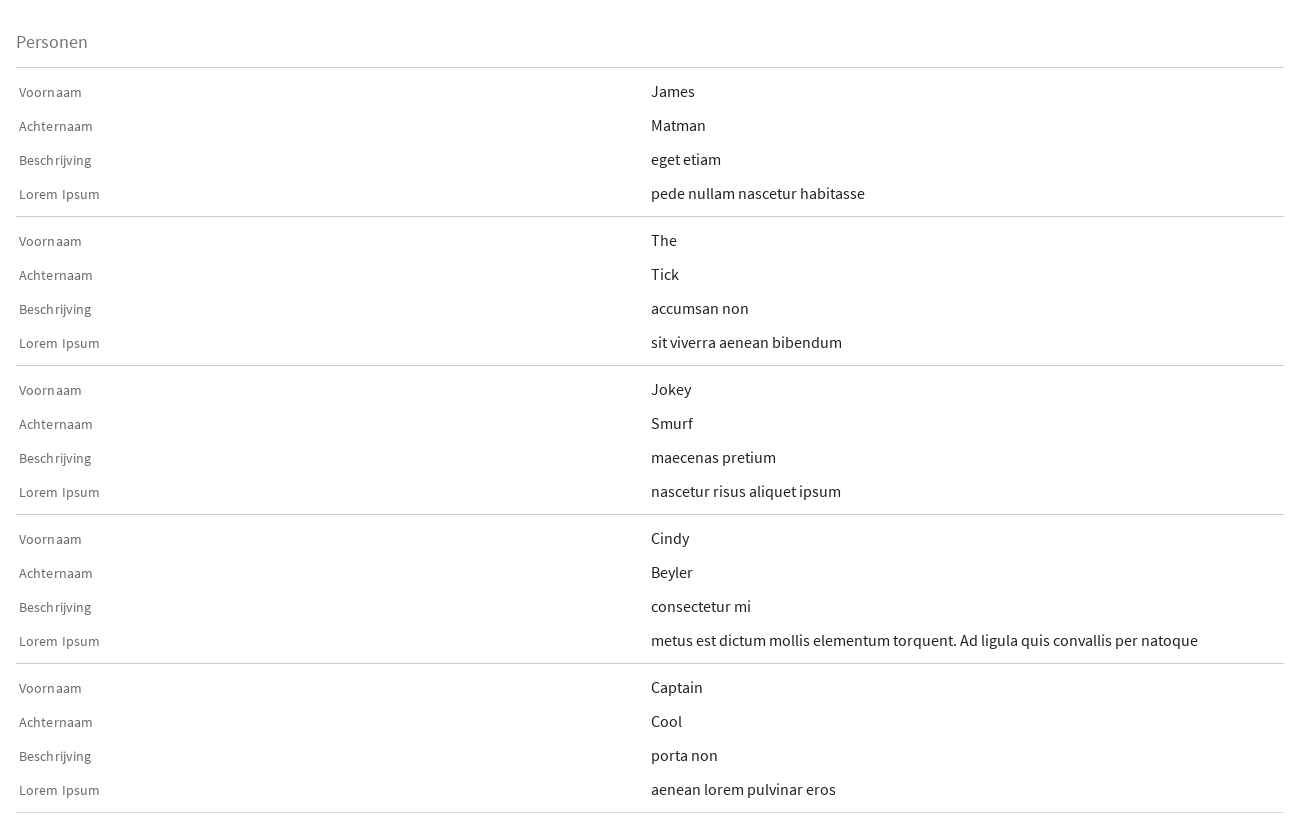 Personen
Voornaam James
Achternaam Matman
Beschrijving eget etiam
Lorem Ipsum pede nullam nascetur habitasse
Voornaam The
Achternaam Tick
Beschrijving accumsan non
Lorem Ipsum sit viverra aenean bibendum
Voornaam Jokey
Achternaam Smurf
Beschrijving maecenas pretium
Lorem Ipsum nascetur risus aliquet ipsum
Voornaam Cindy
Achternaam Beyler
Beschrijving consectetur mi
Lorem Ipsum metus est dictum mollis elementum torquent. Ad ligula quis convallis per natoque
Voornaam Captain
Achternaam Cool
Beschrijving porta non
Lorem Ipsum aenean lorem pulvinar eros